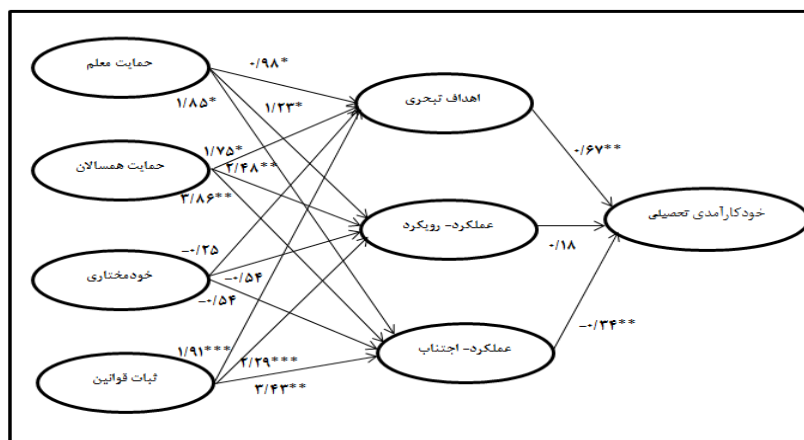 حمایت معلم
۰/۹۸*
۱/۲۳*
۱/۸۵*
اهداف تبحری
حمایت همسالان
۱/۷۵*
۲/۴۸**
۳/۸۶**
۰/۶۷**
عملکرد- رویکرد
خودکارآمدی تحصیلی
۰/۱۸
خودمختاری
-۰/۲۵
-۰/۵۴
-۰/۵۴
-۰/۳۴**
عملکرد- اجتناب
ثبات قوانین
۱/۹۱***
۲/۲۹***
۳/۴۳**